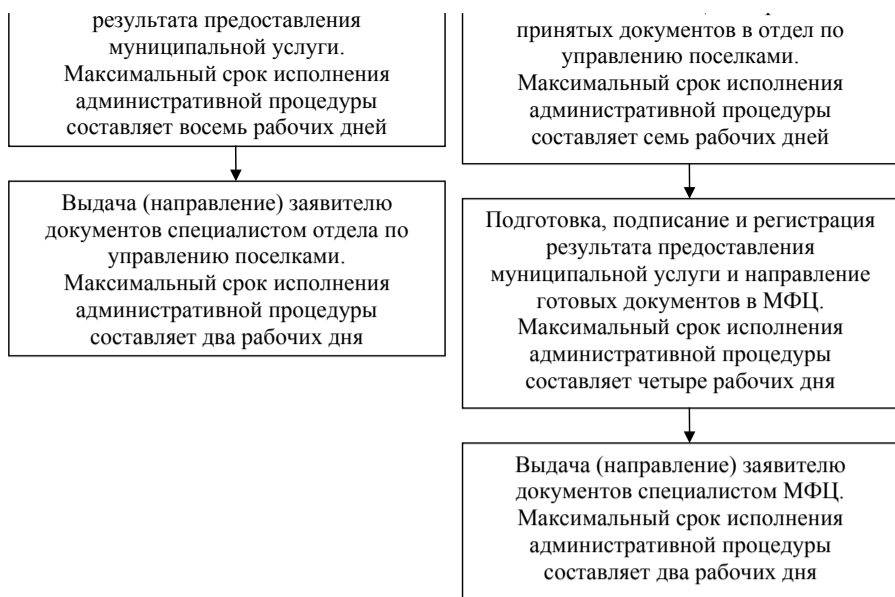 результата предоставления
муниципальной услуги.
Максимальный срок исполнения
административной процедуры
составляет восемь рабочих дней
Выдача (направление) заявителю
документов специалистом отдела по
управлению поселками.
Максимальный срок исполнения
административной процедуры
составляет два рабочих дня
принятых документов в отдел по
управлению поселками.
Максимальный срок исполнения
административной процедуры
составляет семь рабочих дней
Подготовка, подписание и регистрация
результата предоставления
муниципальной услуги и направление
готовых документов в МФЦ.
Максимальный срок исполнения
административной процедуры
составляет четыре рабочих дня
Выдача (направление) заявителю
документов специалистом МФЦ.
Максимальный срок исполнения
административной процедуры
составляет два рабочих дня